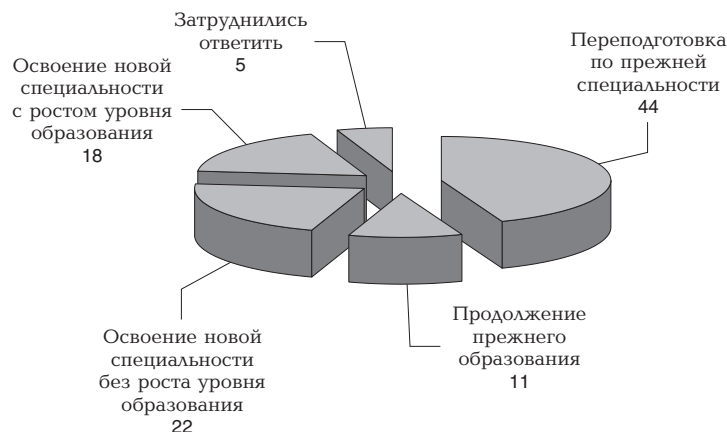 Затруднились
ответить
5
Переподготовка
по прежней
специальности
44
Освоение новой
специальности
с ростом уровня
образования
18
Освоение новой
специальности
без роста уровня
образования
22
Продолжение
прежнего
образования
11